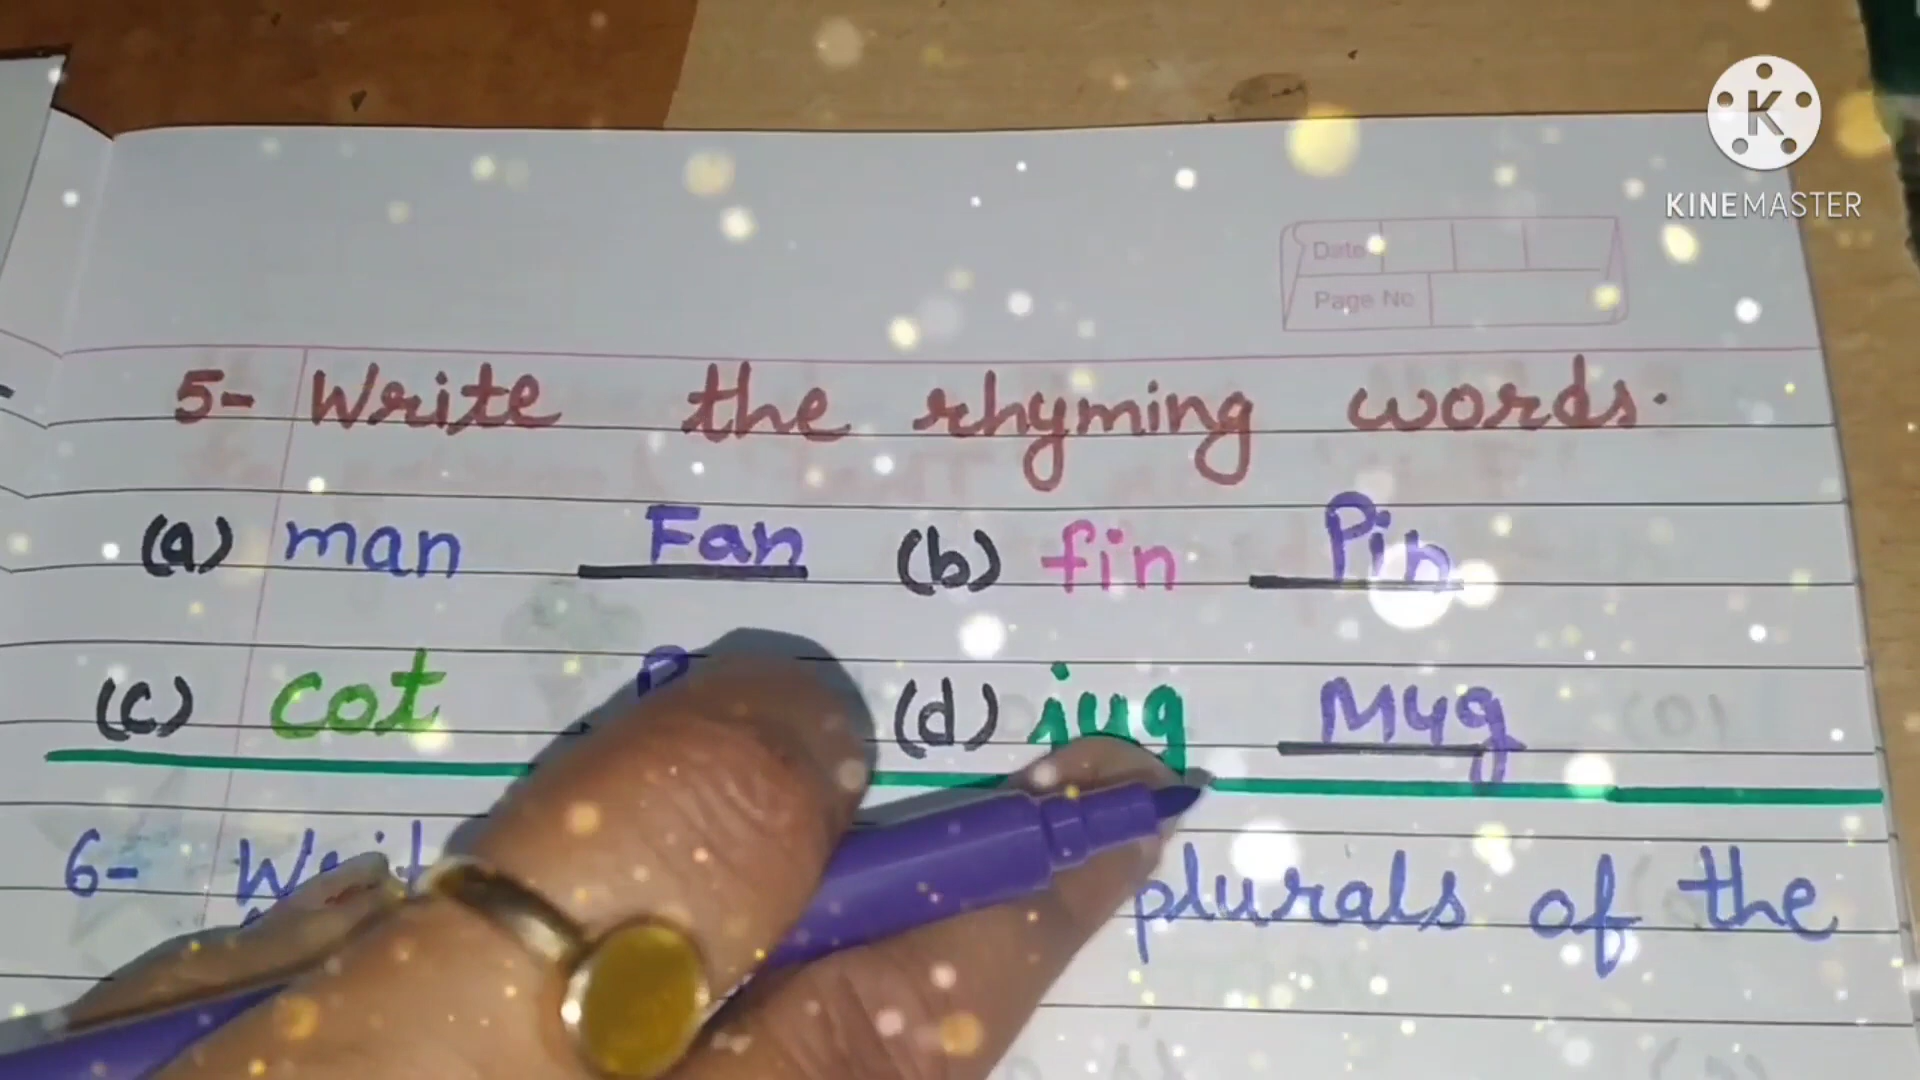 KINEMASTER
Date
Page No
5- Write the rhyming words.
(a) man Fan (b) fin Pin
(c) cot (d) jug Mug
6- plurals of the